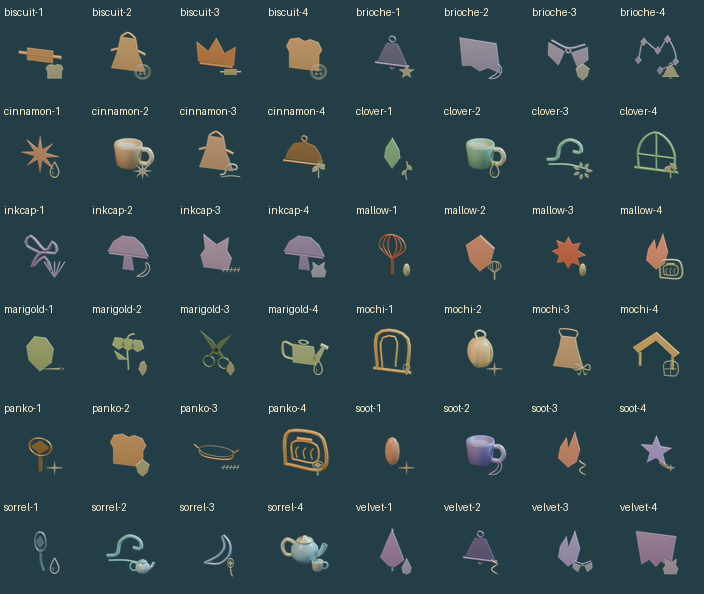 biscuit-1 biscuit-2 biscuit-3 biscuit-4 brioche-1 brioche-2 brioche-3 brioche-4
cinnamon-1 cinnamon-2 cinnamon-3 cinnamon-4 clover-1 clover-2 clover-3 clover-4
inkcap-1 inkcap-2 inkcap-3 inkcap-4 mallow-1 mallow-2 mallow-3 mallow-4
marigold-1 marigold-2 marigold-3 marigold-4 mochi-1 mochi-2 mochi-3 mochi-4
panko-1 panko-2 panko-3 panko-4 soot-1 soot-2 soot-3 soot-4
sorrel-1 sorrel-2 sorrel-3 sorrel-4 velvet-1 velvet-2 velvet-3 velvet-4